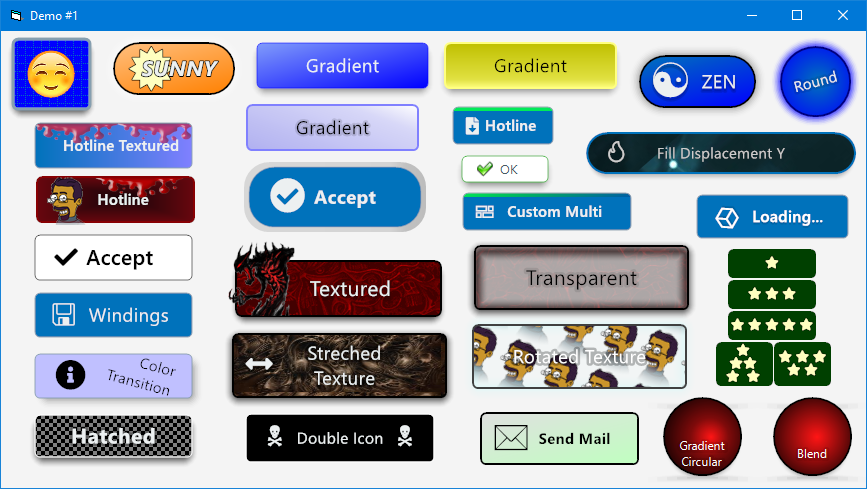 Demo #1
SUNNY
Gradient
Gradient
ZEN
Round
Gradient
Hotline
Hotline Textured
Fill Displacement Y
OK
Hotline
Accept
Custom Multi
Loading...
Accept
Textured
Transparent
Windings
Streched
Texture
Rotated Texture
Color
Transition
Hatched
Double Icon
Send Mail
Gradient
Circular
Blend